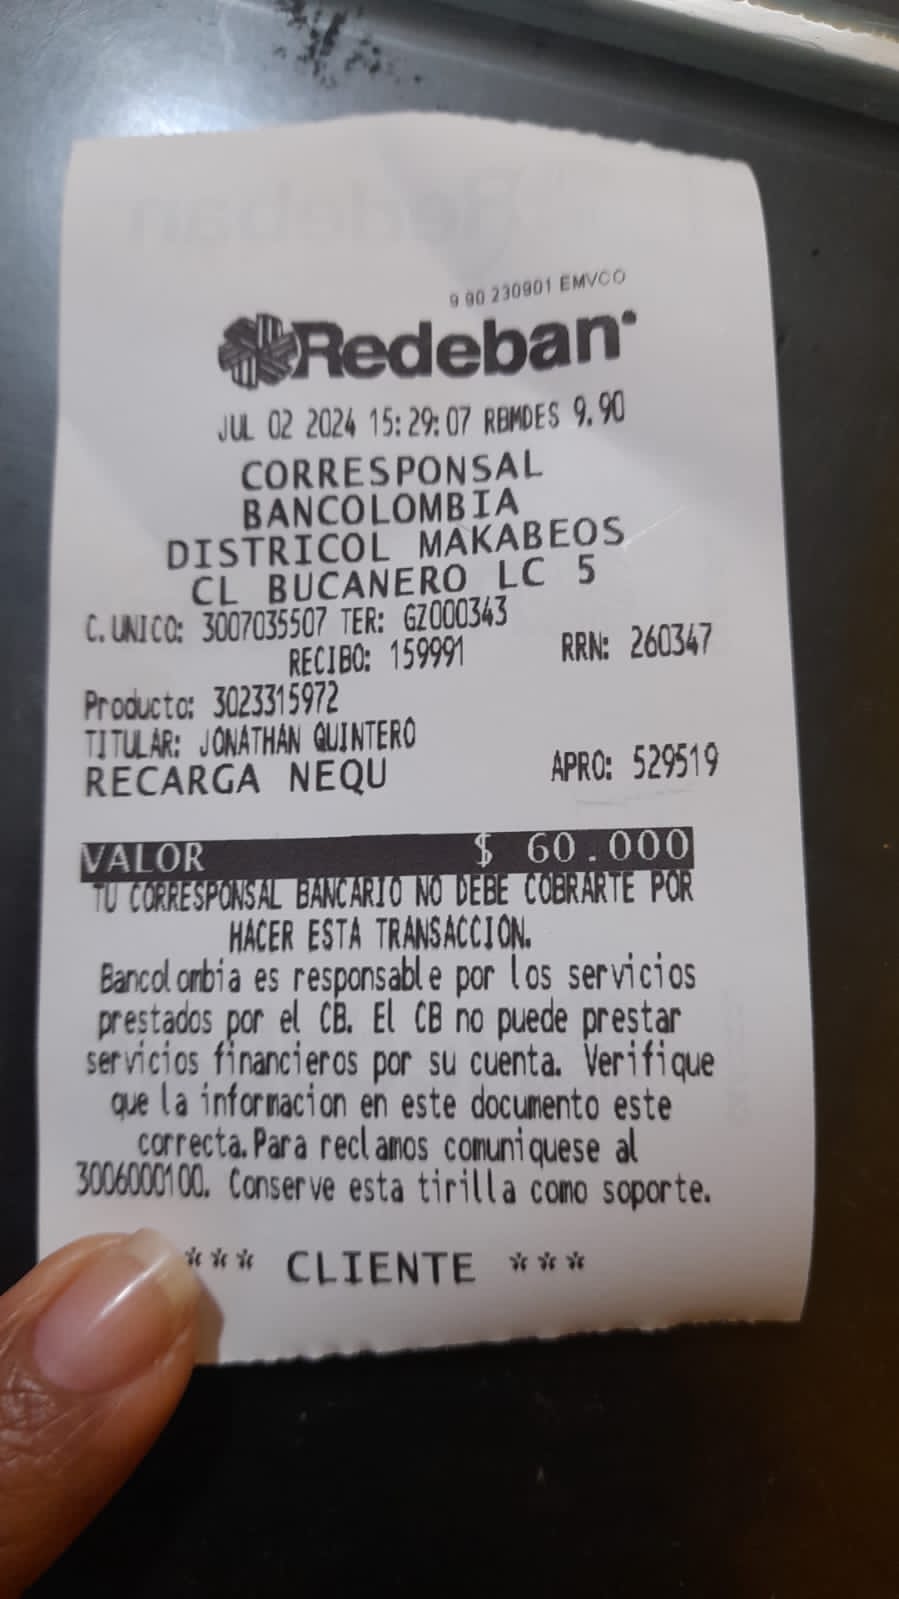 9.90 230901 EMVCO
Redeban
JUL 02 2024 15:29:07 RBMDES 9.90
CORRESPONSAL
BANCOLOMBIA
DISTRICOL MAKABEOS
CL BUCANERO LC 5
C.UNICO: 3007035507 TER: GZ000343
RECIBO: 159991 RRN: 260347
Producto: 3023315972
TITULAR: JONATHAN QUINTERO
RECARGA NEQU APRO: 529519
VALOR $ 60.000
TU CORRESPONSAL BANCARIO NO DEBE COBRARTE POR
HACER ESTA TRANSACCION.
Bancolombia es responsable por los servicios
prestados por el CB. El CB no puede prestar
servicios financieros por su cuenta. Verifique
que la informacion en este documento este
correcta.Para reclamos comuniquese al
3006000100. Conserve esta tirilla como soporte.
*** CLIENTE ***